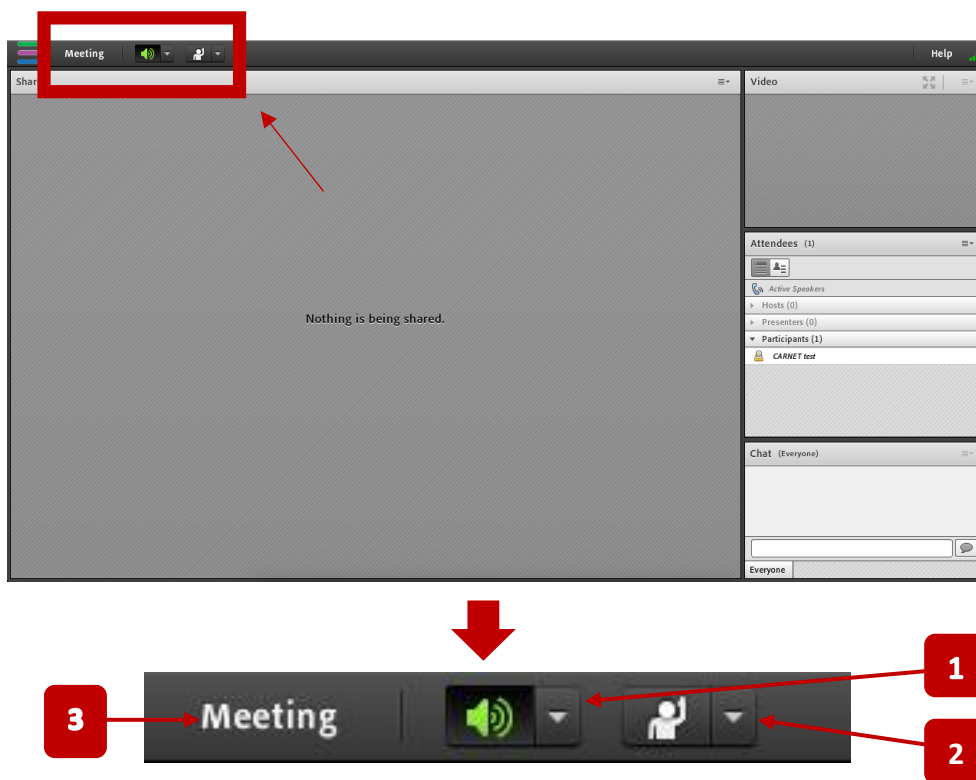 Meeting
Help
Shar
Video
Attendees (1)
Active Speakers
Hosts (0)
Presenters (0)
Participants (1)
CARNET test
Nothing is being shared.
Chat (Everyone)
Everyone
1
3
Meeting
2